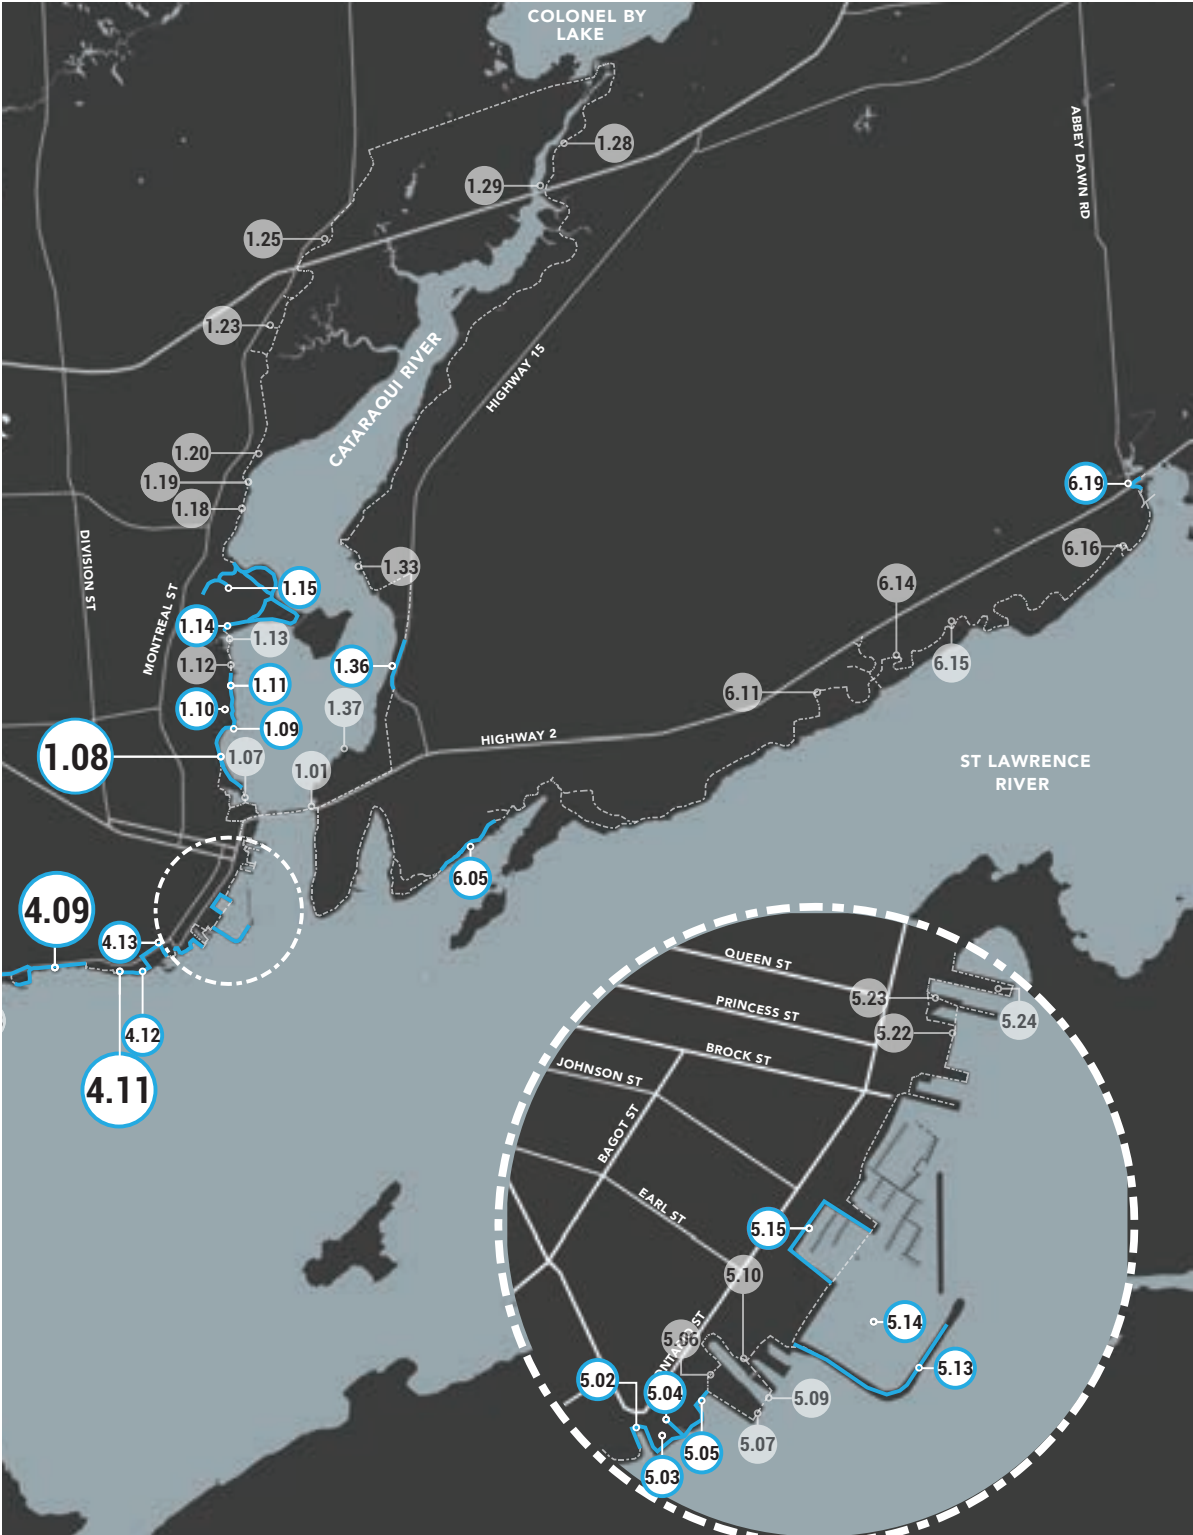 COLONEL BY
LAKE
ABBEY DAWN RD
1.28
1.29
1.25
1.23
CATARAQUI RIVER
HIGHWAY 15
1.20
1.19
1.18
6.19
DIVISION ST
6.16
1.33
1.15
6.14
MONTREAL ST
1.14
1.13
1.12
1.36
6.15
1.11
6.11
1.10
1.37
1.09
HIGHWAY 2
1.08
1.07
1.01
ST LAWRENCE
RIVER
6.05
4.09
4.13
QUEEN ST
5.23
PRINCESS ST
5.24
4.12
5.22
BROCK ST
JOHNSON ST
4.11
BAGOT ST
EARL ST
5.15
5.10
5.14
5.06
5.13
5.02
5.04
5.09
5.07
5.05
5.03